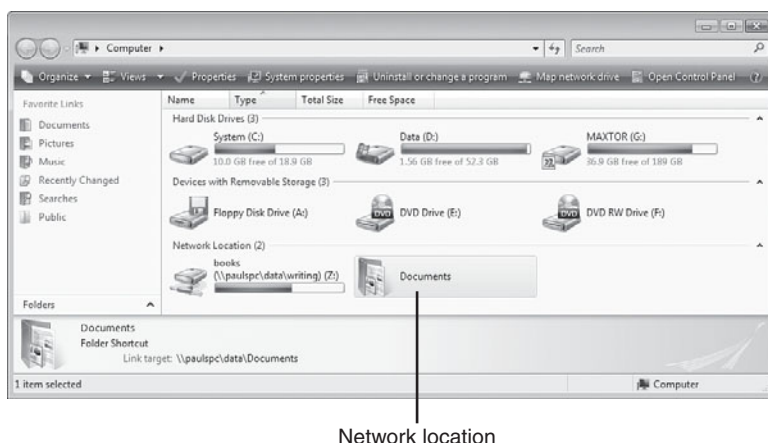 Computer
Search
Organize Views Properties System properties Uninstall or change a program Map network drive Open Control Panel
Favorite Links
Documents
Pictures
Music
Recently Changed
Searches
Public
Folders
Name Type Total Size Free Space
Hard Disk Drives (3)
System (C:)
10.0 GB free of 18.9 GB
Data (D:)
1.56 GB free of 52.3 GB
MAXTOR (G:)
36.9 GB free of 189 GB
Devices with Removable Storage (3)
Floppy Disk Drive (A:)
DVD Drive (E:)
DVD RW Drive (F:)
Network Location (2)
books
(\\paulspc\data\writing) (Z:)
Documents
Documents
Folder Shortcut
Link target: \\paulspc\data\Documents
1 item selected
Computer
Network location